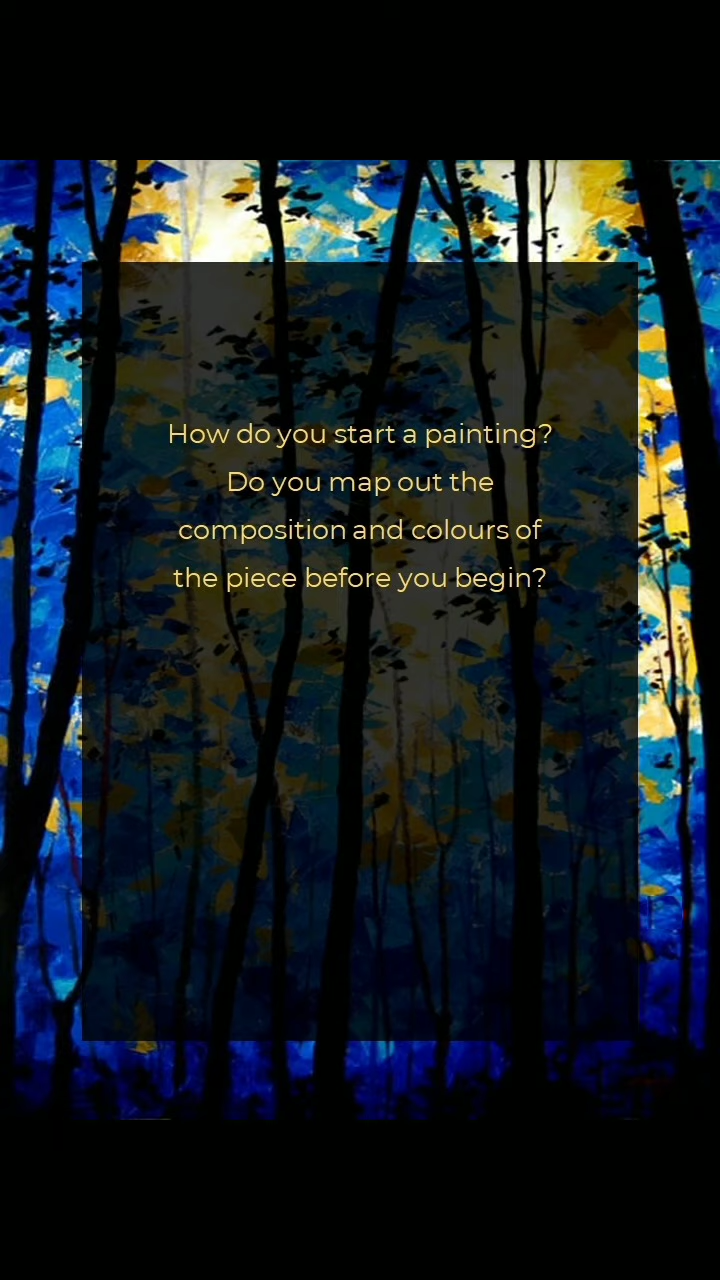 How do you start a painting?
Do you map out the
composition and colours of
the piece before you begin?